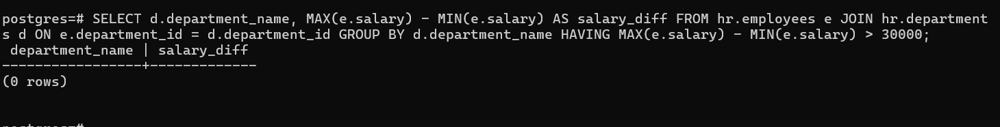 postgres=# SELECT d.department_name, MAX(e.salary) - MIN(e.salary) AS salary_diff FROM hr.employees e JOIN hr.department
s d ON e.department_id = d.department_id GROUP BY d.department_name HAVING MAX(e.salary) - MIN(e.salary) > 30000;
 department_name | salary_diff
-----------------+-------------
(0 rows)
postgres=#